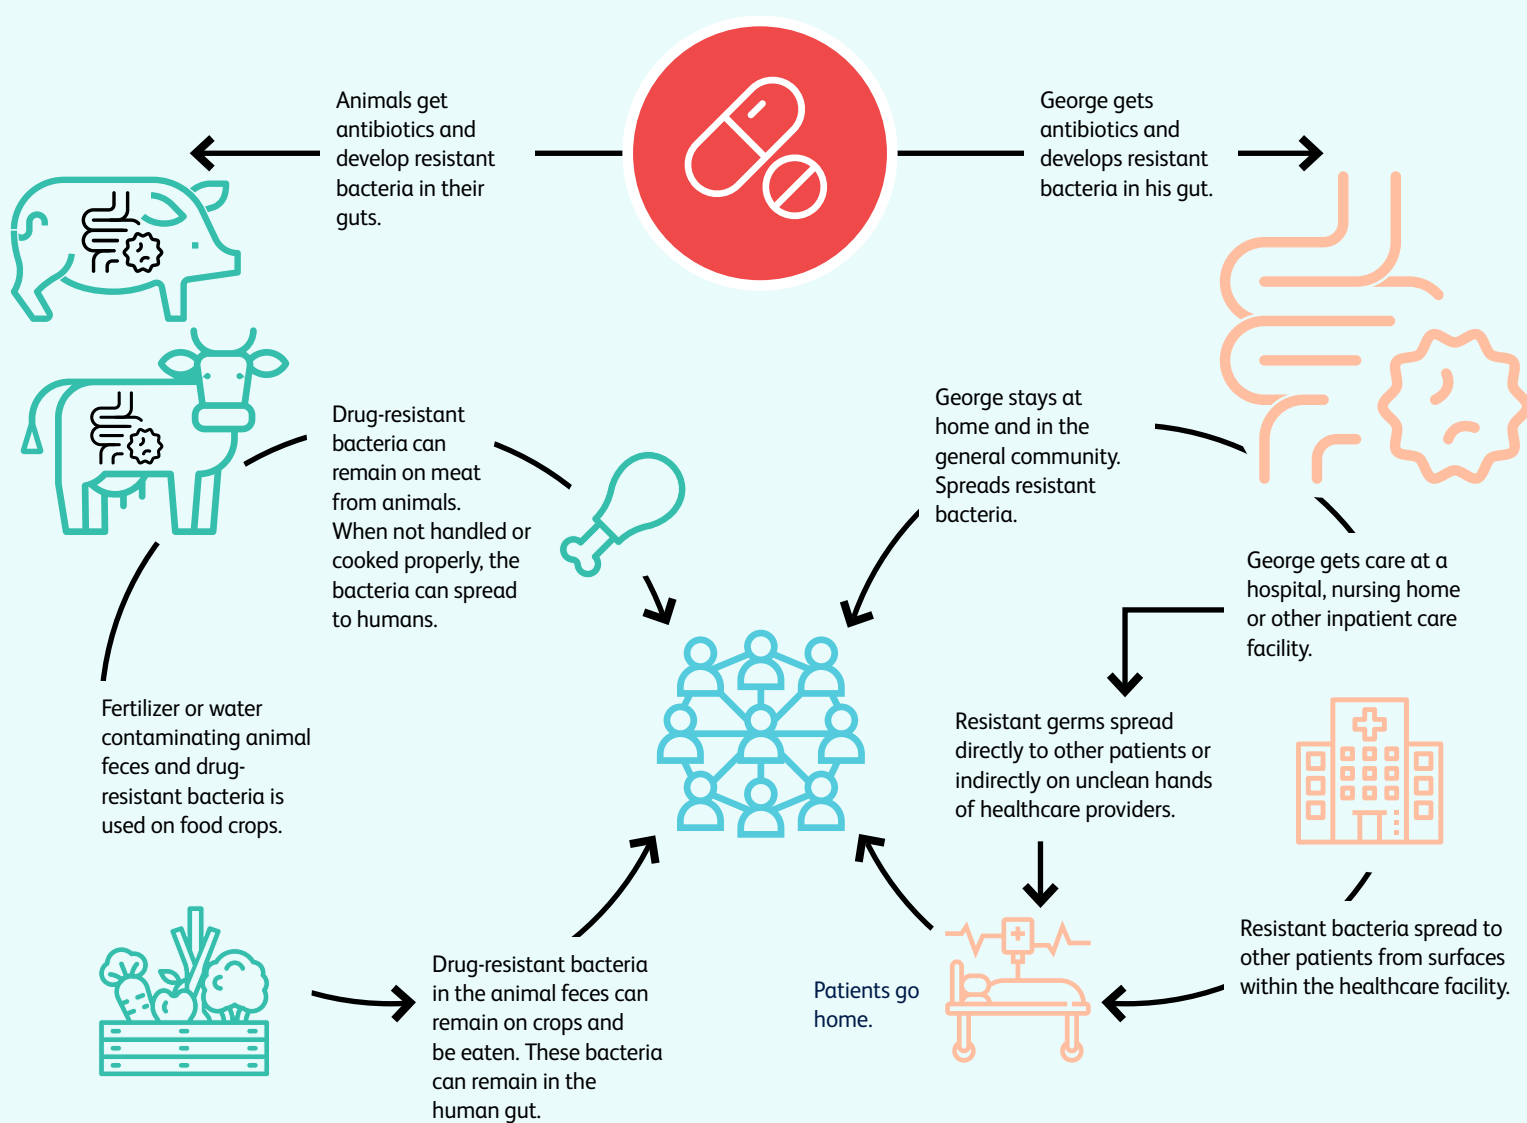 Animals get
antibiotics and
develop resistant
bacteria in their
guts.
George gets
antibiotics and
develops resistant
bacteria in his gut.
Drug-resistant
bacteria can
remain on meat
from animals.
When not handled or
cooked properly, the
bacteria can spread
to humans.
George stays at
home and in the
general community.
Spreads resistant
bacteria.
George gets care at a
hospital, nursing home
or other inpatient care
facility.
Fertilizer or water
contaminating animal
feces and drug-
resistant bacteria is
used on food crops.
Resistant germs spread
directly to other patients or
indirectly on unclean hands
of healthcare providers.
Resistant bacteria spread to
other patients from surfaces
within the healthcare facility.
Drug-resistant bacteria
in the animal feces can
remain on crops and
be eaten. These bacteria
can remain in the
human gut.
Patients go
home.